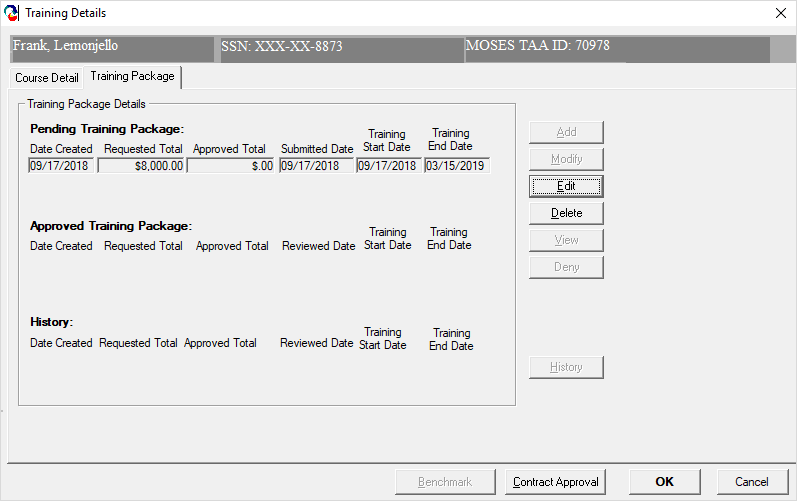 Training Details
Frank, Lemonjello SSN: XXX-XX-8873 MOSES TAA ID: 70978
Course Detail Training Package
Training Package Details
Pending Training Package:
Date Created Requested Total Approved Total Submitted Date Training Start Date Training End Date
09/17/2018 $8,000.00 $.00 09/17/2018 09/17/2018 03/15/2019
Approved Training Package:
Date Created Requested Total Approved Total Reviewed Date Training Start Date Training End Date
History:
Date Created Requested Total Approved Total Reviewed Date Training Start Date Training End Date
Add
Modify
Edit
Delete
View
Deny
History
Benchmark Contract Approval OK Cancel